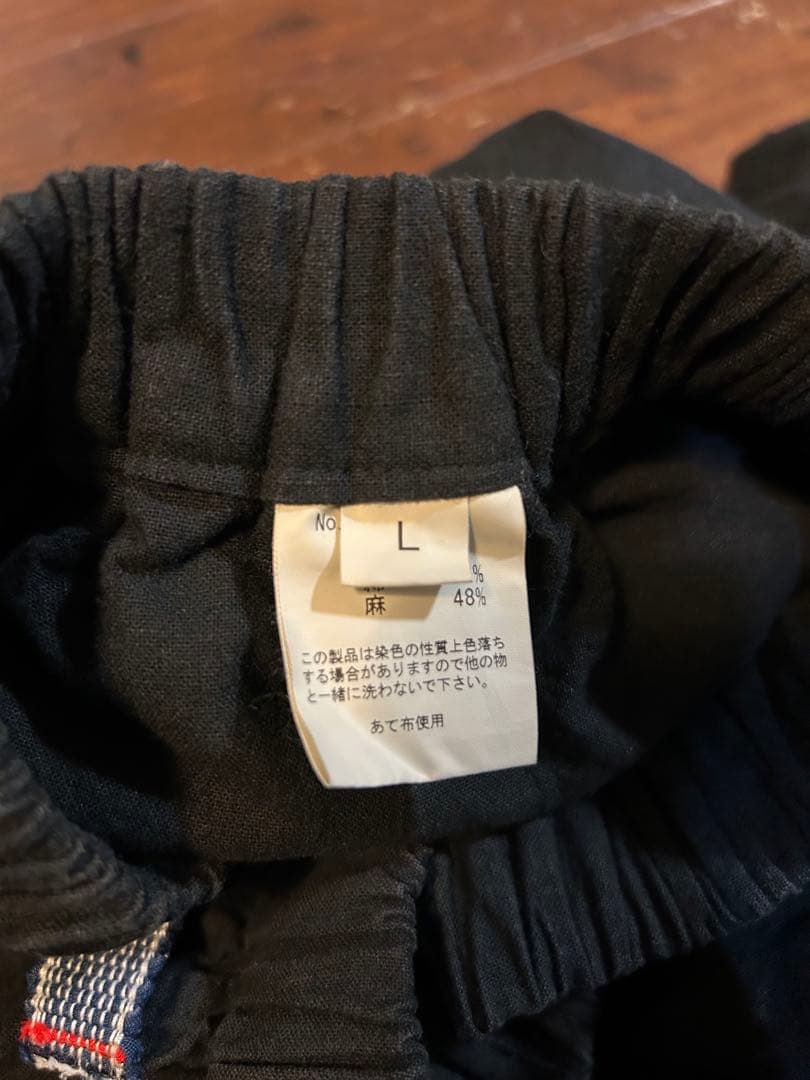 No.
L
%
麻 48%
この製品は染色の性質上色落ち
する場合がありますので他の物
と一緒に洗わないで下さい。
あて布使用